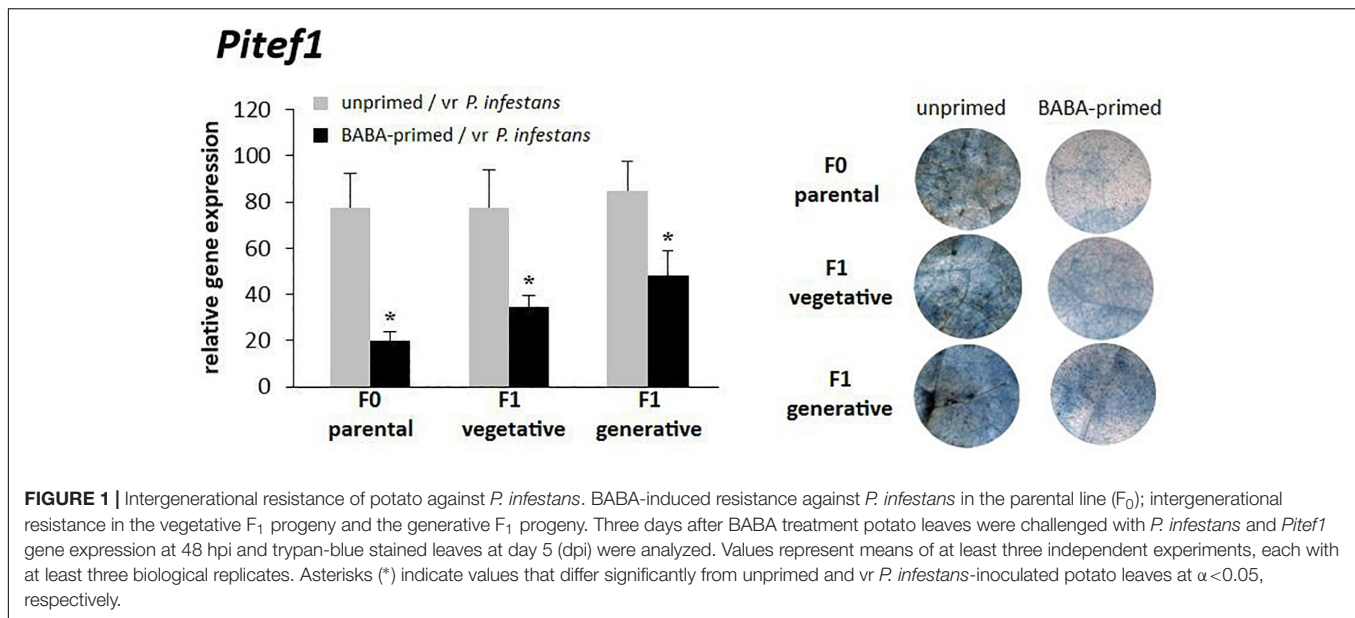 Pitef1
unprimed / vr P. infestans
BABA-primed / vr P. infestans
relative gene expression
120
100
80
60
40
20
0
*
*
*
F0
parental
F1
vegetative
F1
generative
unprimed
BABA-primed
F0
parental
F1
vegetative
F1
generative
FIGURE 1 | Intergenerational resistance of potato against P. infestans. BABA-induced resistance against P. infestans in the parental line (F₀); intergenerational
resistance in the vegetative F₁ progeny and the generative F₁ progeny. Three days after BABA treatment potato leaves were challenged with P. infestans and Pitef1
gene expression at 48 hpi and trypan-blue stained leaves at day 5 (dpi) were analyzed. Values represent means of at least three independent experiments, each with
at least three biological replicates. Asterisks (*) indicate values that differ significantly from unprimed and vr P. infestans-inoculated potato leaves at α<0.05,
respectively.